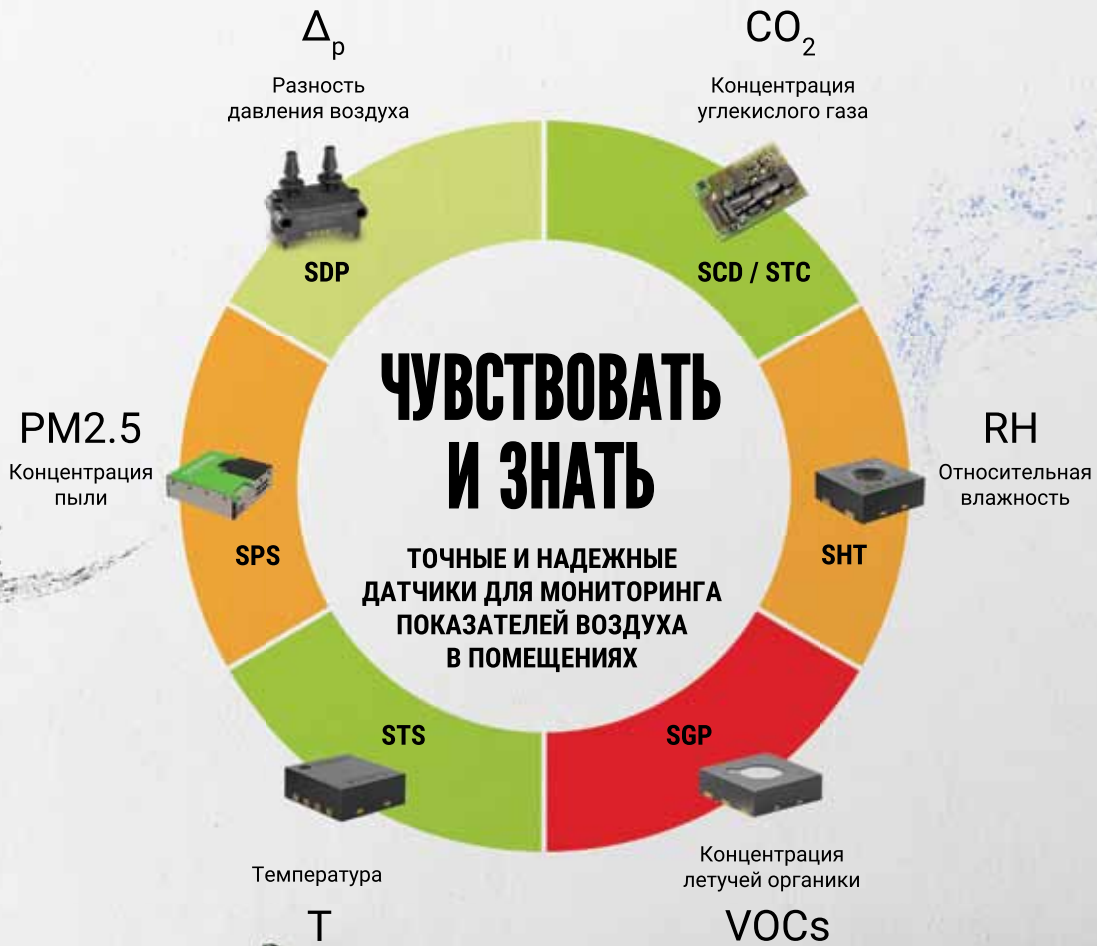 Δp
Разность
давления воздуха
CO2
Концентрация
углекислого газа
SDP
SCD / STC
PM2.5
Концентрация
пыли
SPS
ЧУВСТВОВАТЬ
И ЗНАТЬ
ТОЧНЫЕ И НАДЕЖНЫЕ
ДАТЧИКИ ДЛЯ МОНИТОРИНГА
ПОКАЗАТЕЛЕЙ ВОЗДУХА
В ПОМЕЩЕНИЯХ
RH
Относительная
влажность
SHT
STS
SGP
Температура
T
Концентрация
летучей органики
VOCs